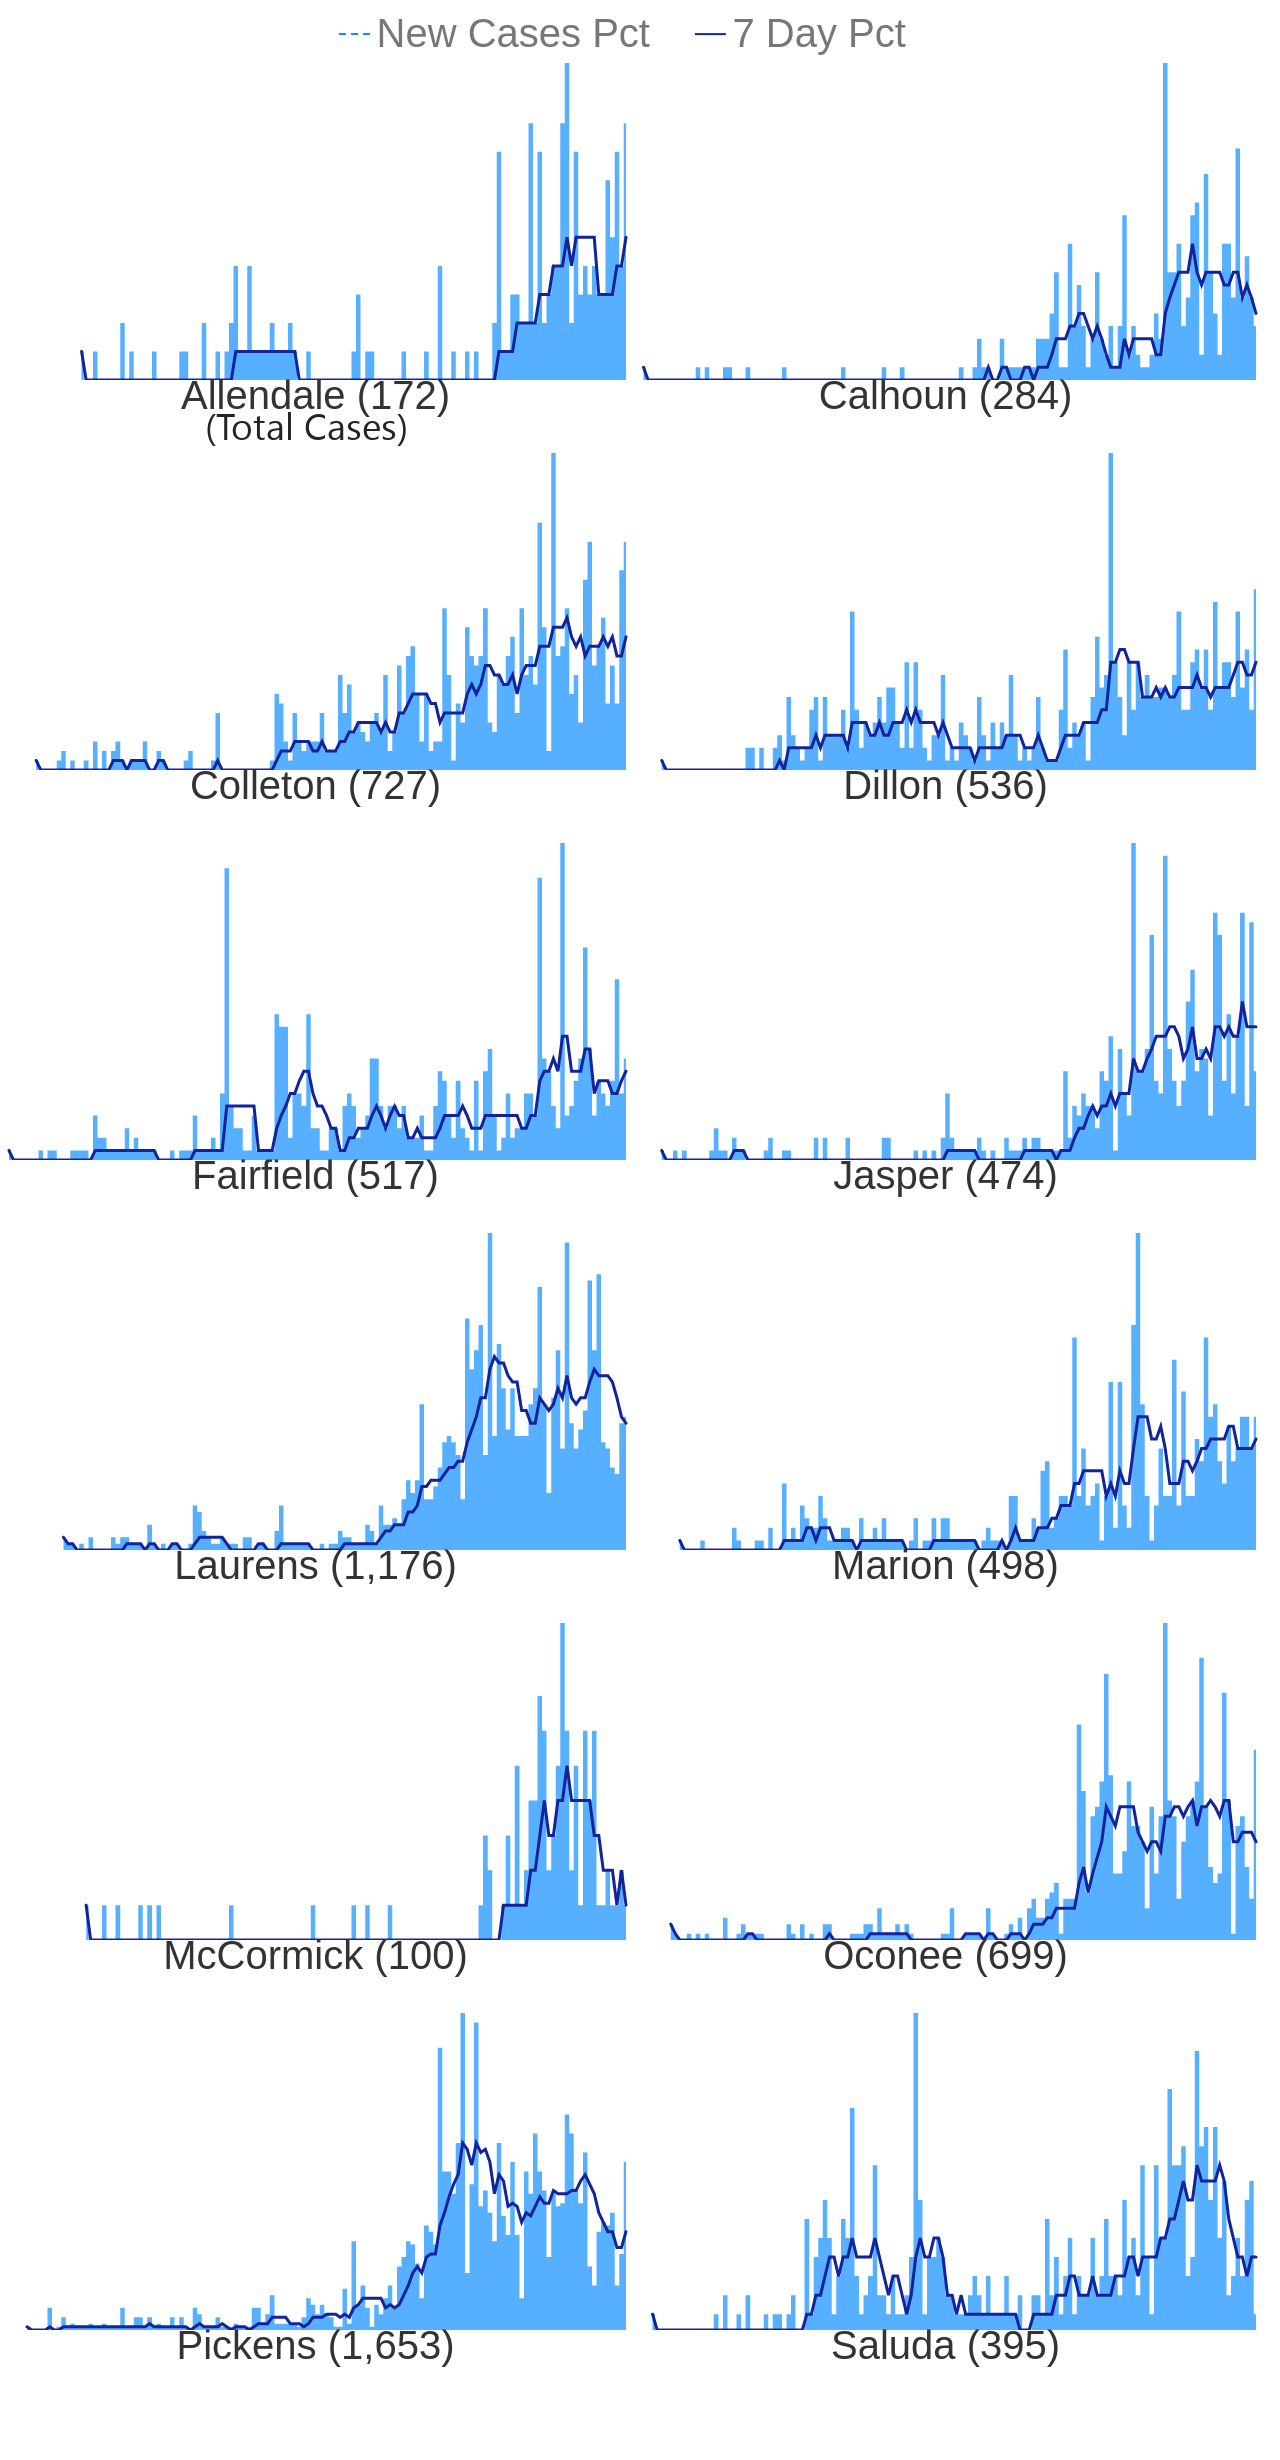 New Cases Pct 7 Day Pct
Allendale (172) Calhoun (284)
(Total Cases)
Colleton (727) Dillon (536)
Fairfield (517) Jasper (474)
Laurens (1,176) Marion (498)
McCormick (100) Oconee (699)
Pickens (1,653) Saluda (395)